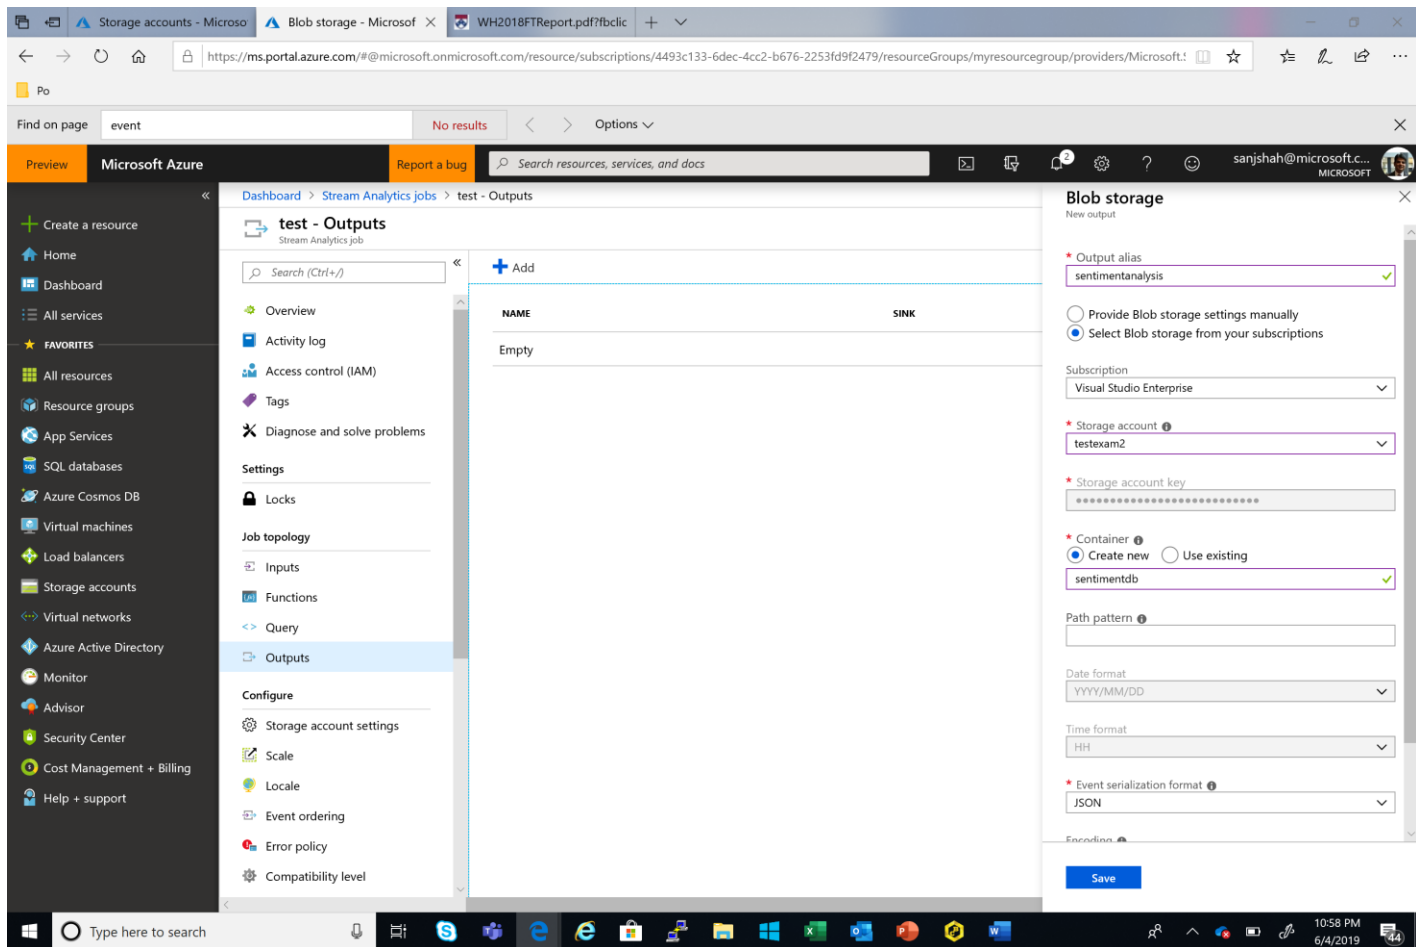 Storage accounts - Microso
Blob storage - Microsof
WH2018FTReport.pdf?fbclic
https://ms.portal.azure.com/#@microsoft.onmicrosoft.com/resource/subscriptions/4493c133-6dec-4cc2-b676-2253fd9f2479/resourceGroups/myresourcegroup/providers/Microsoft.S
Po
Find on page
event
No results
Options
Preview
Microsoft Azure
Report a bug
Search resources, services, and docs
2
sanjshah@microsoft.c...
MICROSOFT
Create a resource
Home
Dashboard
All services
FAVORITES
All resources
Resource groups
App Services
SQL databases
Azure Cosmos DB
Virtual machines
Load balancers
Storage accounts
Virtual networks
Azure Active Directory
Monitor
Advisor
Security Center
Cost Management + Billing
Help + support
Dashboard > Stream Analytics jobs > test - Outputs
test - Outputs
Stream Analytics job
Search (Ctrl+/)
Overview
Activity log
Access control (IAM)
Tags
Diagnose and solve problems
Settings
Locks
Job topology
Inputs
Functions
Query
Outputs
Configure
Storage account settings
Scale
Locale
Event ordering
Error policy
Compatibility level
Add
NAME
SINK
Empty
Blob storage
New output
* Output alias
sentimentanalysis
Provide Blob storage settings manually
Select Blob storage from your subscriptions
Subscription
Visual Studio Enterprise
* Storage account
testexam2
* Storage account key
* Container
Create new
Use existing
sentimentdb
Path pattern
Date format
YYYY/MM/DD
Time format
HH
* Event serialization format
JSON
Encoding
Save
Type here to search
10:58 PM
6/4/2019
44